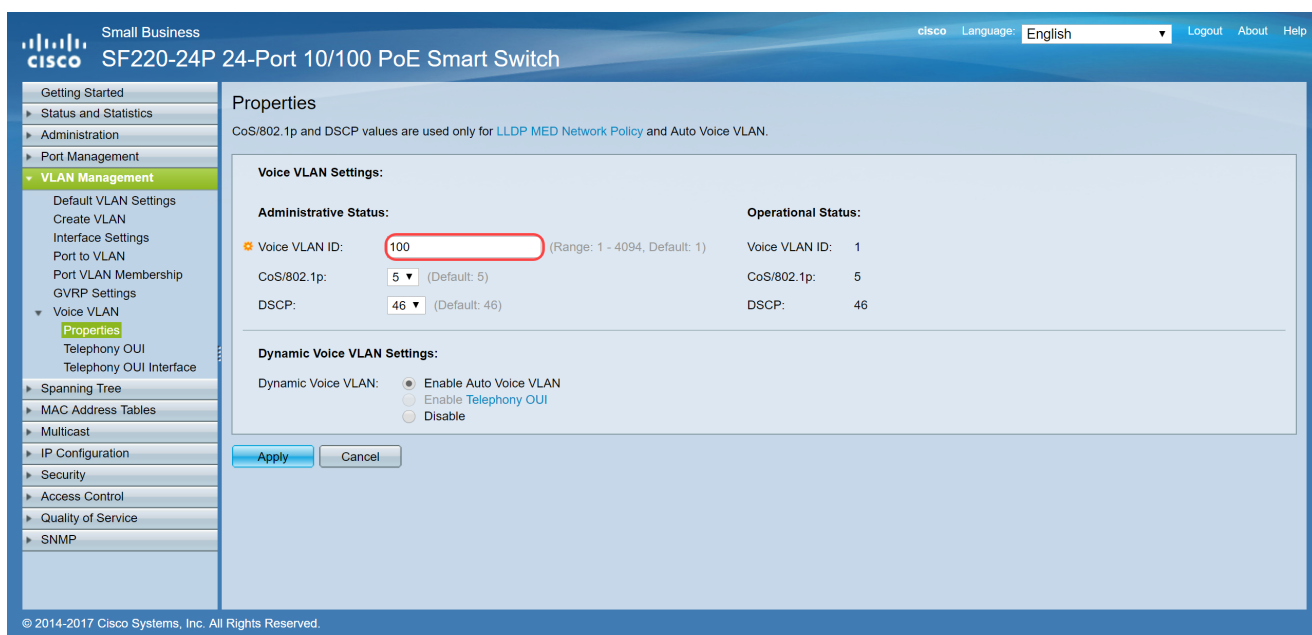 Small Business
cisco Language: English Logout About Help
CISCO SF220-24P 24-Port 10/100 PoE Smart Switch
Getting Started
Status and Statistics
Administration
Port Management
VLAN Management
Default VLAN Settings
Create VLAN
Interface Settings
Port to VLAN
Port VLAN Membership
GVRP Settings
Voice VLAN
Properties
Telephony OUI
Telephony OUI Interface
Spanning Tree
MAC Address Tables
Multicast
IP Configuration
Security
Access Control
Quality of Service
SNMP
Properties
CoS/802.1p and DSCP values are used only for LLDP MED Network Policy and Auto Voice VLAN.
Voice VLAN Settings:
Administrative Status: Operational Status:
Voice VLAN ID: 100 (Range: 1 - 4094, Default: 1) Voice VLAN ID: 1
CoS/802.1p: 5 (Default: 5) CoS/802.1p: 5
DSCP: 46 (Default: 46) DSCP: 46
Dynamic Voice VLAN Settings:
Dynamic Voice VLAN: Enable Auto Voice VLAN
Enable Telephony OUI
Disable
Apply Cancel
© 2014-2017 Cisco Systems, Inc. All Rights Reserved.